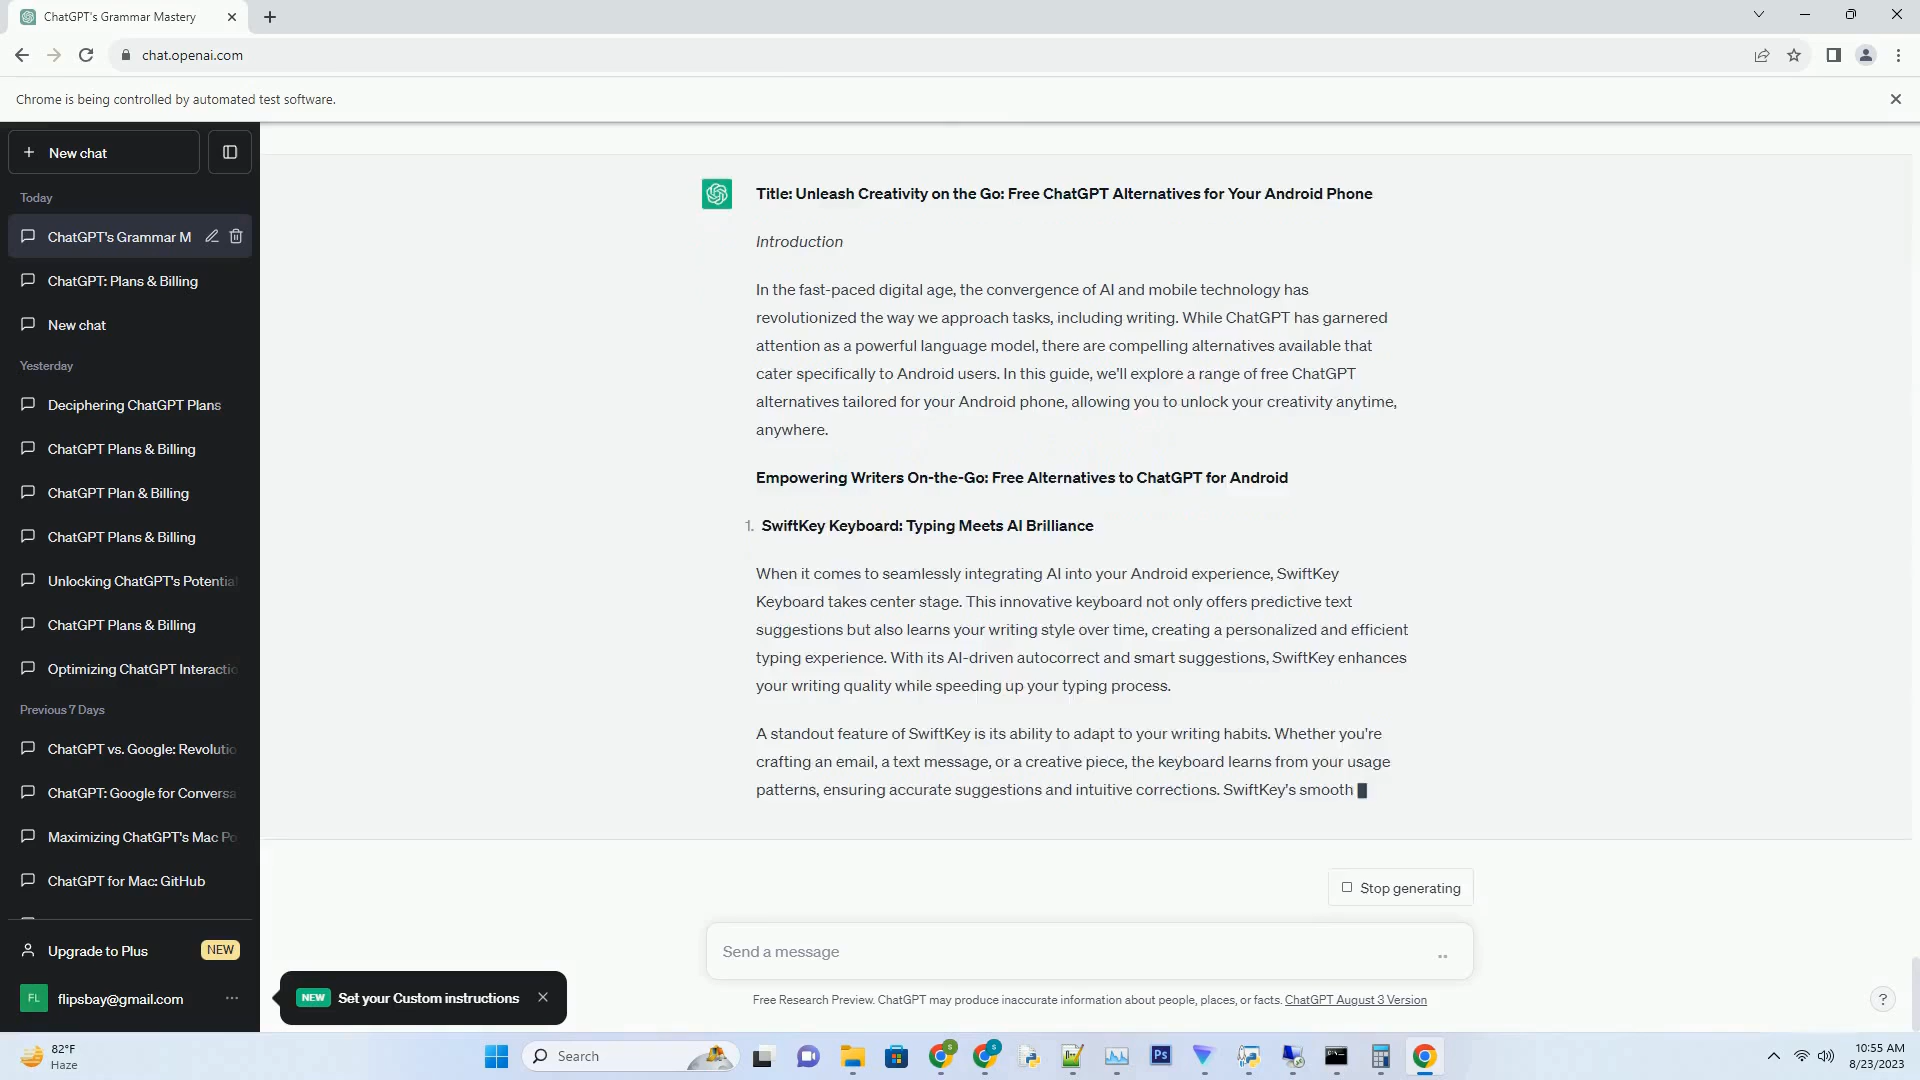 ChatGPT's Grammar Mastery
chat.openai.com
Chrome is being controlled by automated test software.
New chat
Today
ChatGPT's Grammar M
ChatGPT: Plans & Billing
New chat
Yesterday
Deciphering ChatGPT Plans
ChatGPT Plans & Billing
ChatGPT Plan & Billing
ChatGPT Plans & Billing
Unlocking ChatGPT's Potentia
ChatGPT Plans & Billing
Optimizing ChatGPT Interactio
Previous 7 Days
ChatGPT vs. Google: Revolutio
ChatGPT: Google for Conversa
Maximizing ChatGPT's Mac Po
ChatGPT for Mac: GitHub
Upgrade to Plus NEW
FL flipsbay@gmail.com
NEW Set your Custom instructions
Title: Unleash Creativity on the Go: Free ChatGPT Alternatives for Your Android Phone
Introduction
In the fast-paced digital age, the convergence of AI and mobile technology has
revolutionized the way we approach tasks, including writing. While ChatGPT has garnered
attention as a powerful language model, there are compelling alternatives available that
cater specifically to Android users. In this guide, we'll explore a range of free ChatGPT
alternatives tailored for your Android phone, allowing you to unlock your creativity anytime,
anywhere.
Empowering Writers On-the-Go: Free Alternatives to ChatGPT for Android
1. SwiftKey Keyboard: Typing Meets AI Brilliance
When it comes to seamlessly integrating AI into your Android experience, SwiftKey
Keyboard takes center stage. This innovative keyboard not only offers predictive text
suggestions but also learns your writing style over time, creating a personalized and efficient
typing experience. With its AI-driven autocorrect and smart suggestions, SwiftKey enhances
your writing quality while speeding up your typing process.
A standout feature of SwiftKey is its ability to adapt to your writing habits. Whether you're
crafting an email, a text message, or a creative piece, the keyboard learns from your usage
patterns, ensuring accurate suggestions and intuitive corrections. SwiftKey's smooth
Stop generating
Send a message
Free Research Preview. ChatGPT may produce inaccurate information about people, places, or facts. ChatGPT August 3 Version
?
82°F
Haze
Search
Ps
10:55 AM
8/23/2023